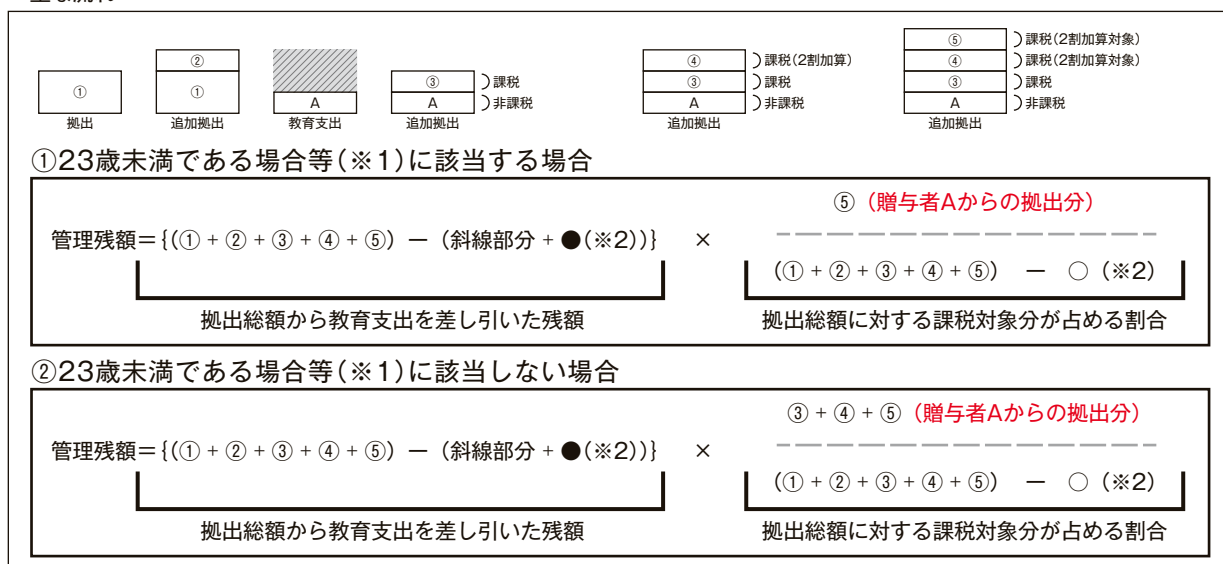 ②
①
拠出
①
追加拠出
A
教育支出
③
A
追加拠出
課税
非課税
④
③
A
追加拠出
課税(2割加算)
課税
非課税
⑤
④
③
A
追加拠出
課税(2割加算対象)
課税(2割加算対象)
課税
非課税
①23歳未満である場合等(※1)に該当する場合
⑤(贈与者Aからの拠出分)
管理残額={(①+②+③+④+⑤) − (斜線部分+●(※2))} ×
(①+②+③+④+⑤) − ○(※2)
拠出総額から教育支出を差し引いた残額
拠出総額に対する課税対象分が占める割合
②23歳未満である場合等(※1)に該当しない場合
③+④+⑤(贈与者Aからの拠出分)
管理残額={(①+②+③+④+⑤) − (斜線部分+●(※2))} ×
(①+②+③+④+⑤) − ○(※2)
拠出総額から教育支出を差し引いた残額
拠出総額に対する課税対象分が占める割合